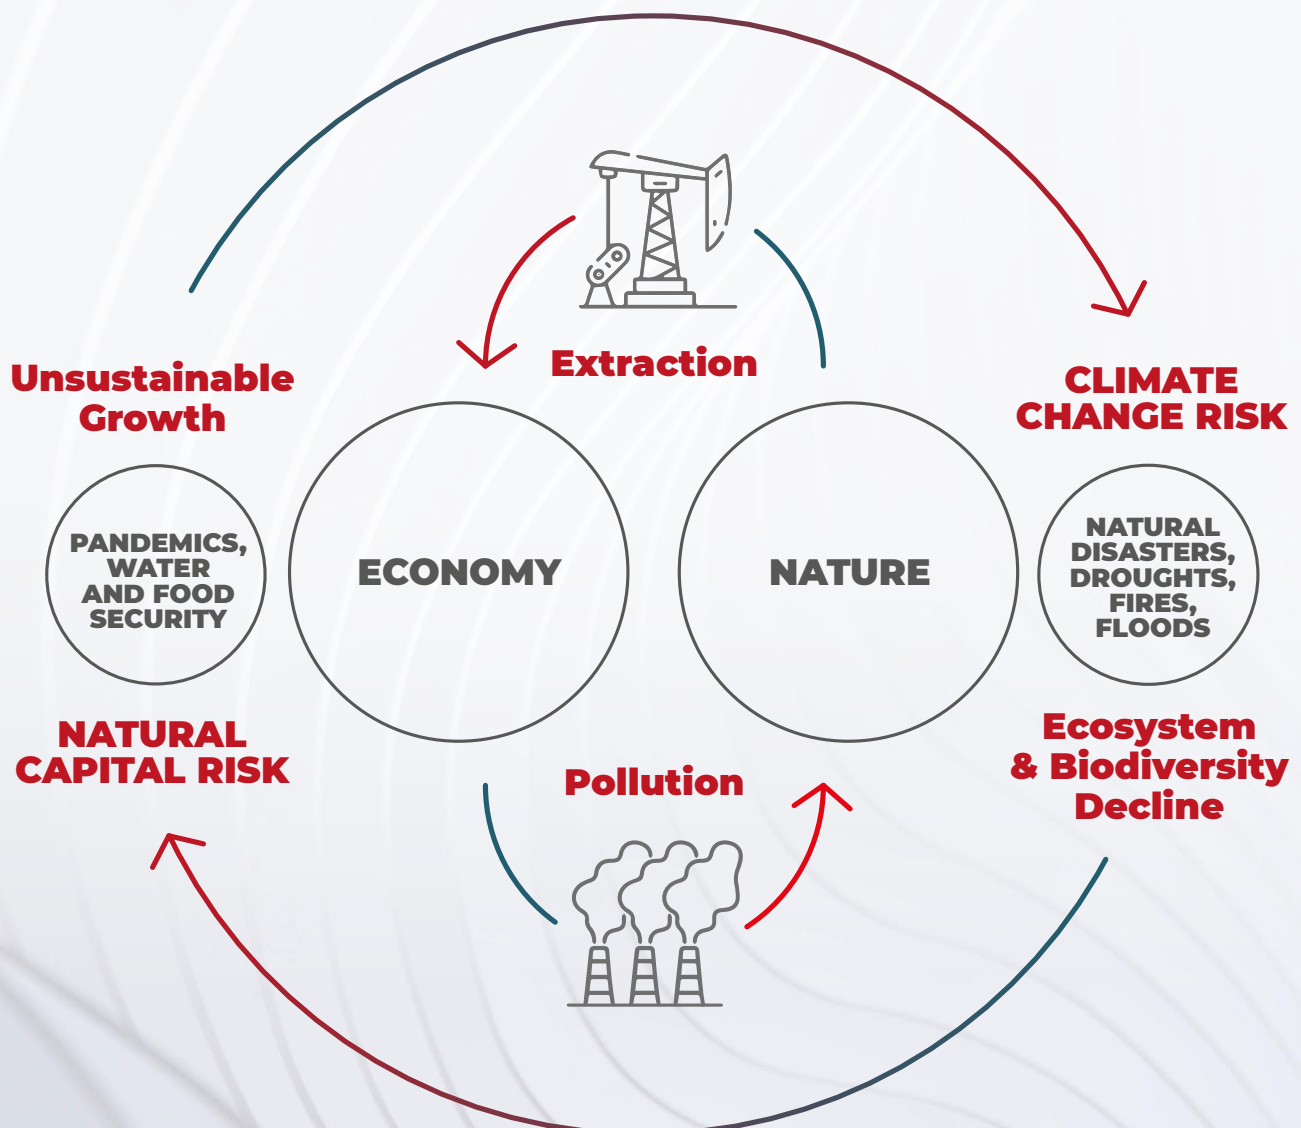 Extraction
Unsustainable
Growth
CLIMATE
CHANGE RISK
PANDEMICS,
WATER
AND FOOD
SECURITY
ECONOMY
NATURE
NATURAL
DISASTERS,
DROUGHTS,
FIRES,
FLOODS
NATURAL
CAPITAL RISK
Pollution
Ecosystem
& Biodiversity
Decline